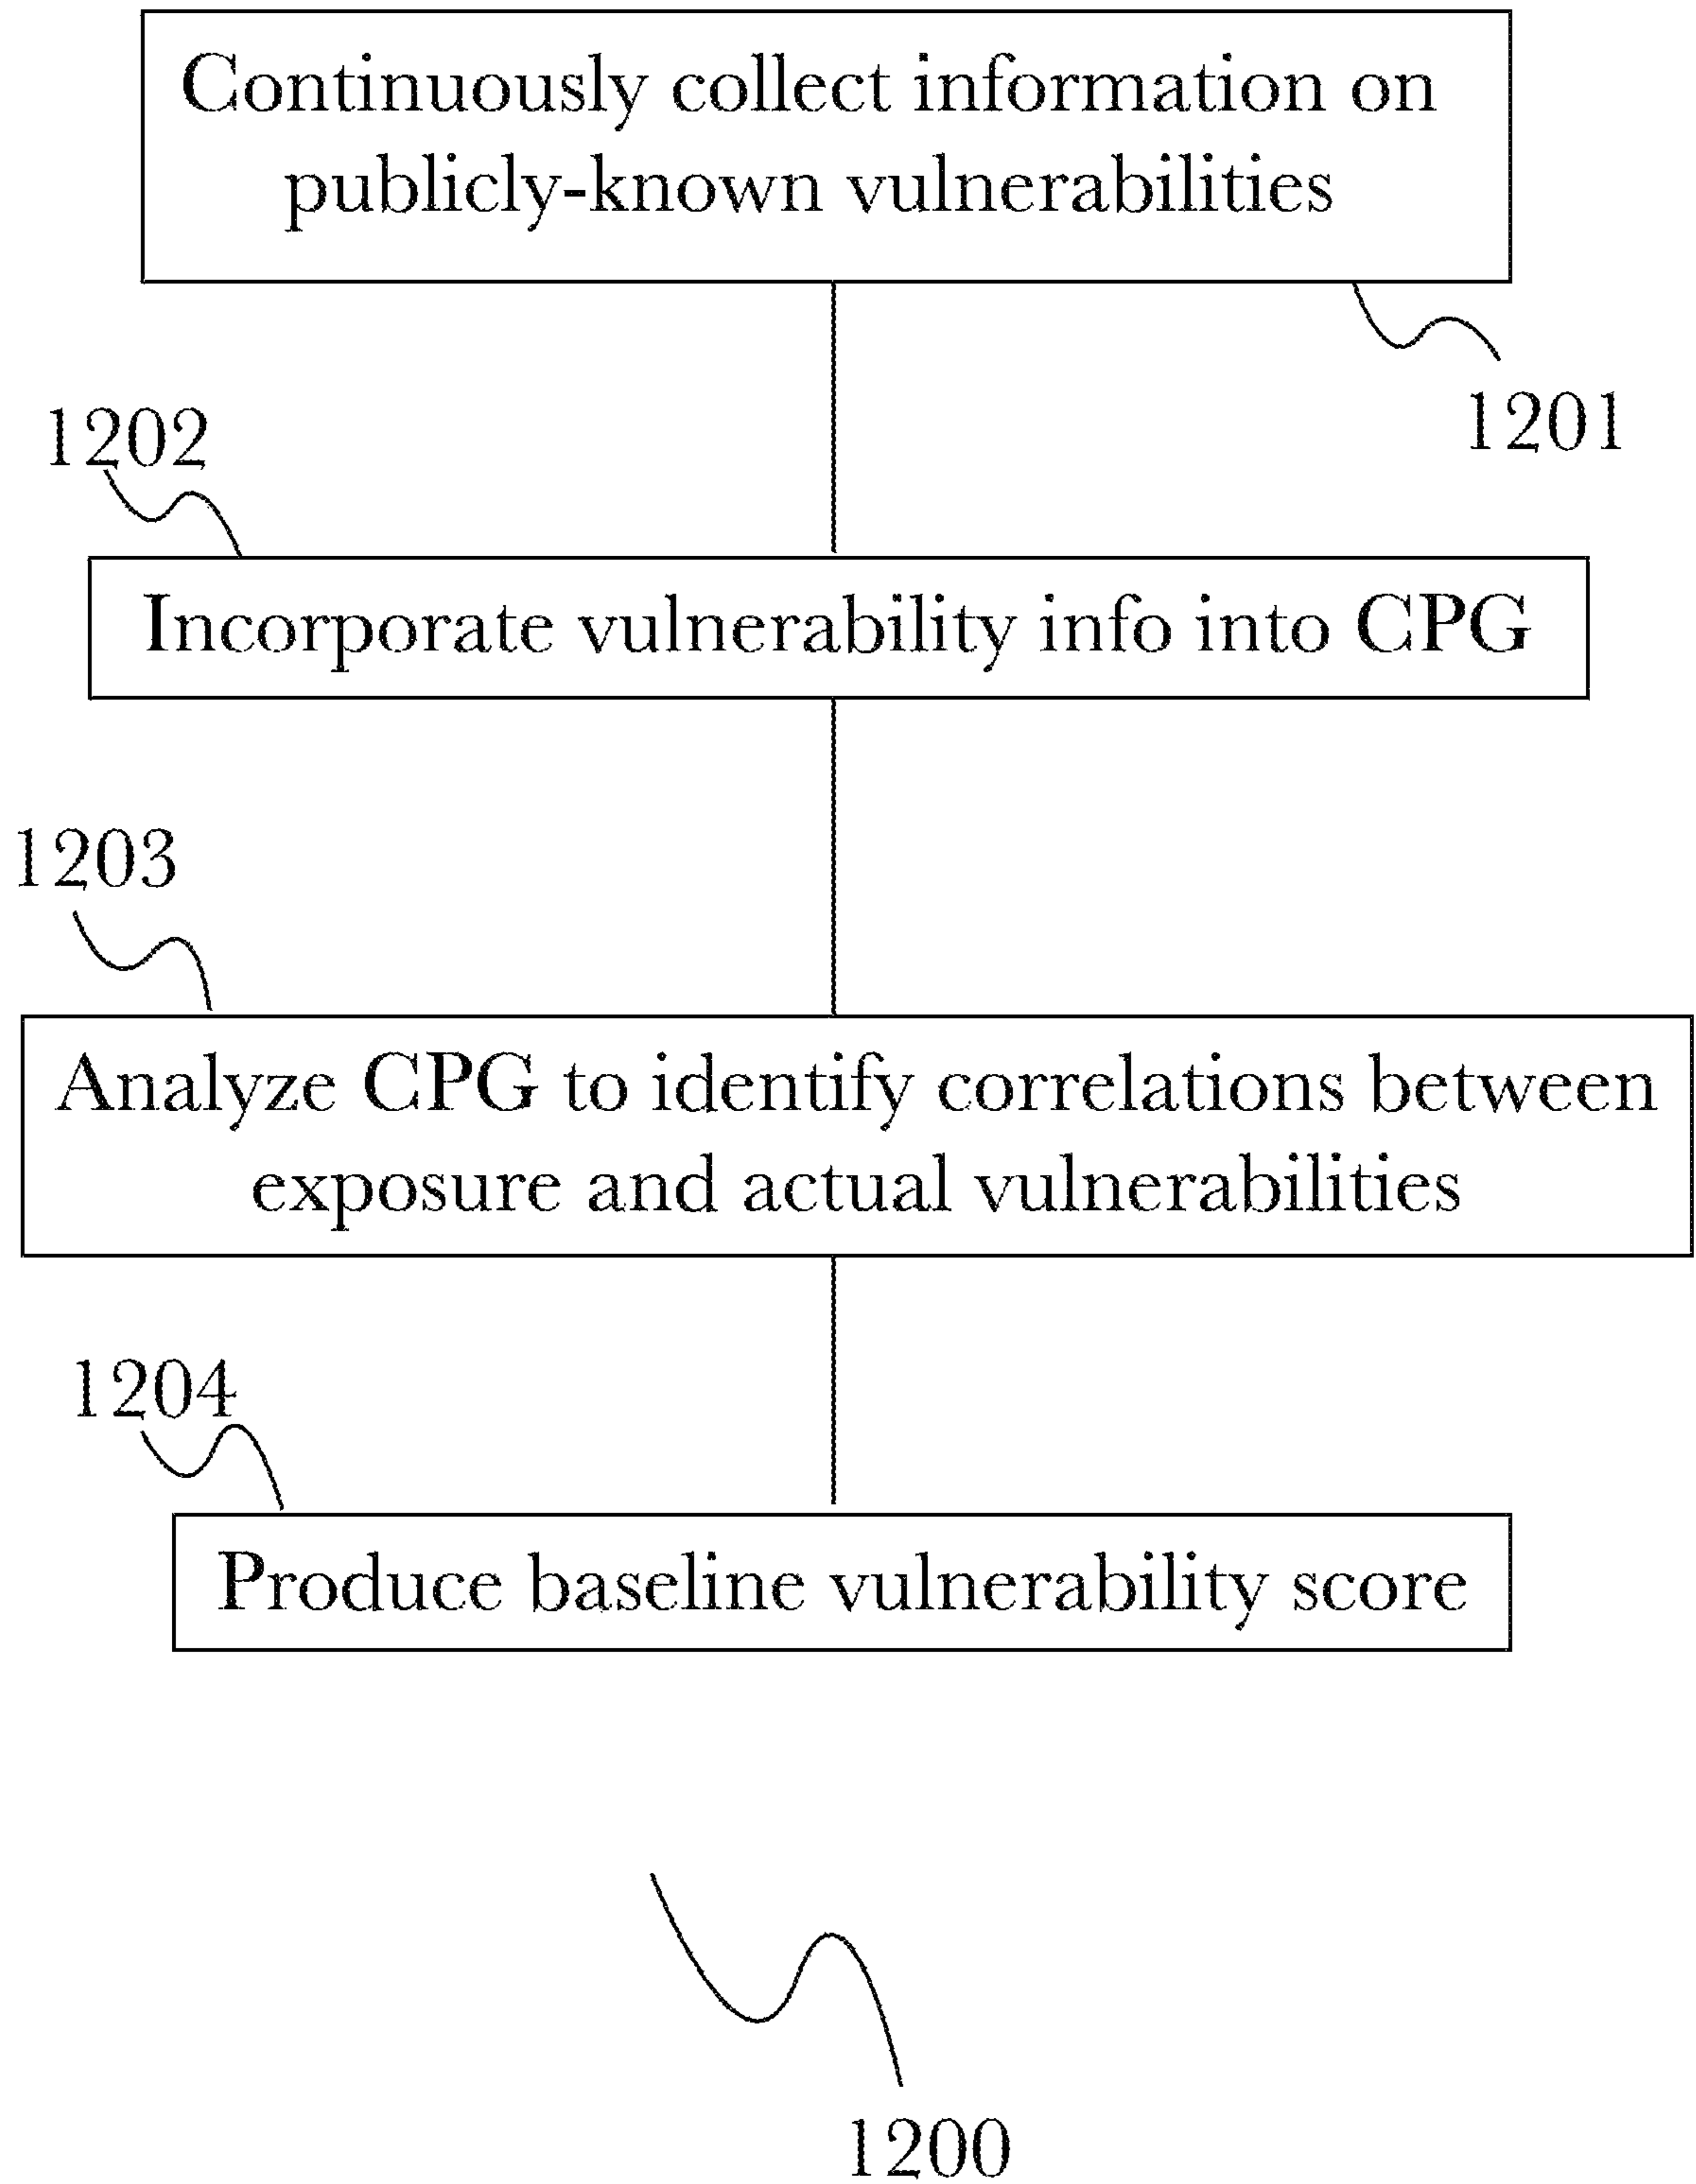 Continuously collect information on
publicly-known vulnerabilities
1201
1202
Incorporate vulnerability info into CPG
1203
Analyze CPG to identify correlations between
exposure and actual vulnerabilities
1204
Produce baseline vulnerability score
1200